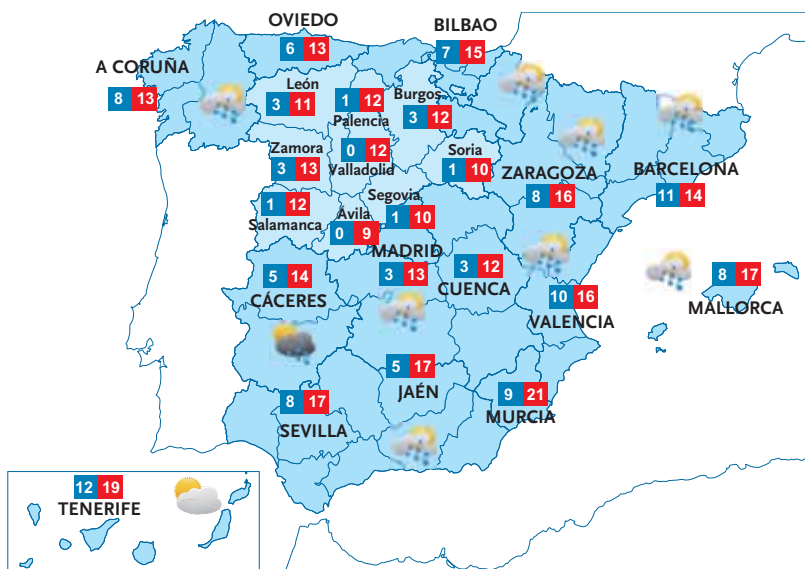 OVIEDO
6 13
BILBAO
7 15
A CORUÑA
8 13
León
3 11
1 12
Palencia
Burgos
3 12
Zamora
3 13
0 12
Valladolid
Soria
1 10
ZARAGOZA
8 16
BARCELONA
11 14
1 12
Salamanca
Ávila
0 9
Segovia
1 10
MADRID
3 13
3 12
CUENCA
5 14
CÁCERES
10 16
VALENCIA
8 17
MALLORCA
5 17
JAÉN
9 21
MURCIA
8 17
SEVILLA
12 19
TENERIFE